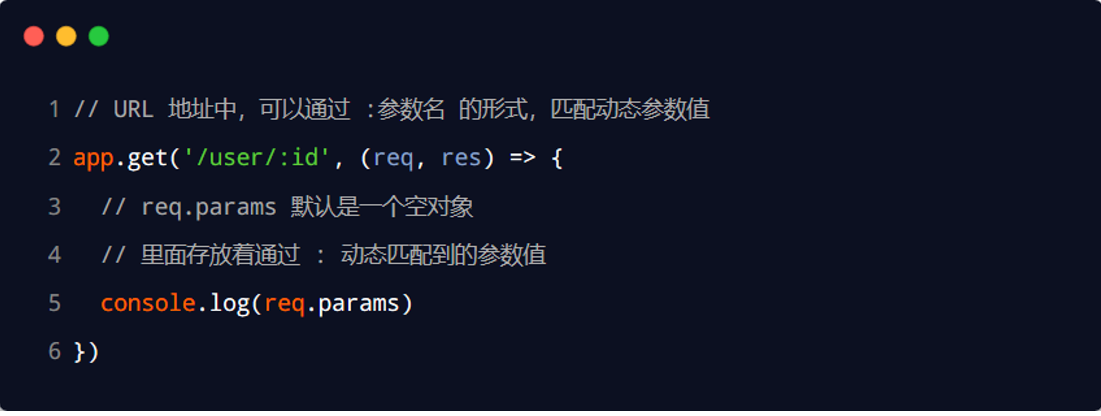 1 // URL 地址中，可以通过 :参数名 的形式，匹配动态参数值
2 app.get('/user/:id', (req, res) => {
3   // req.params 默认是一个空对象
4   // 里面存放着通过 : 动态匹配到的参数值
5   console.log(req.params)
6 })